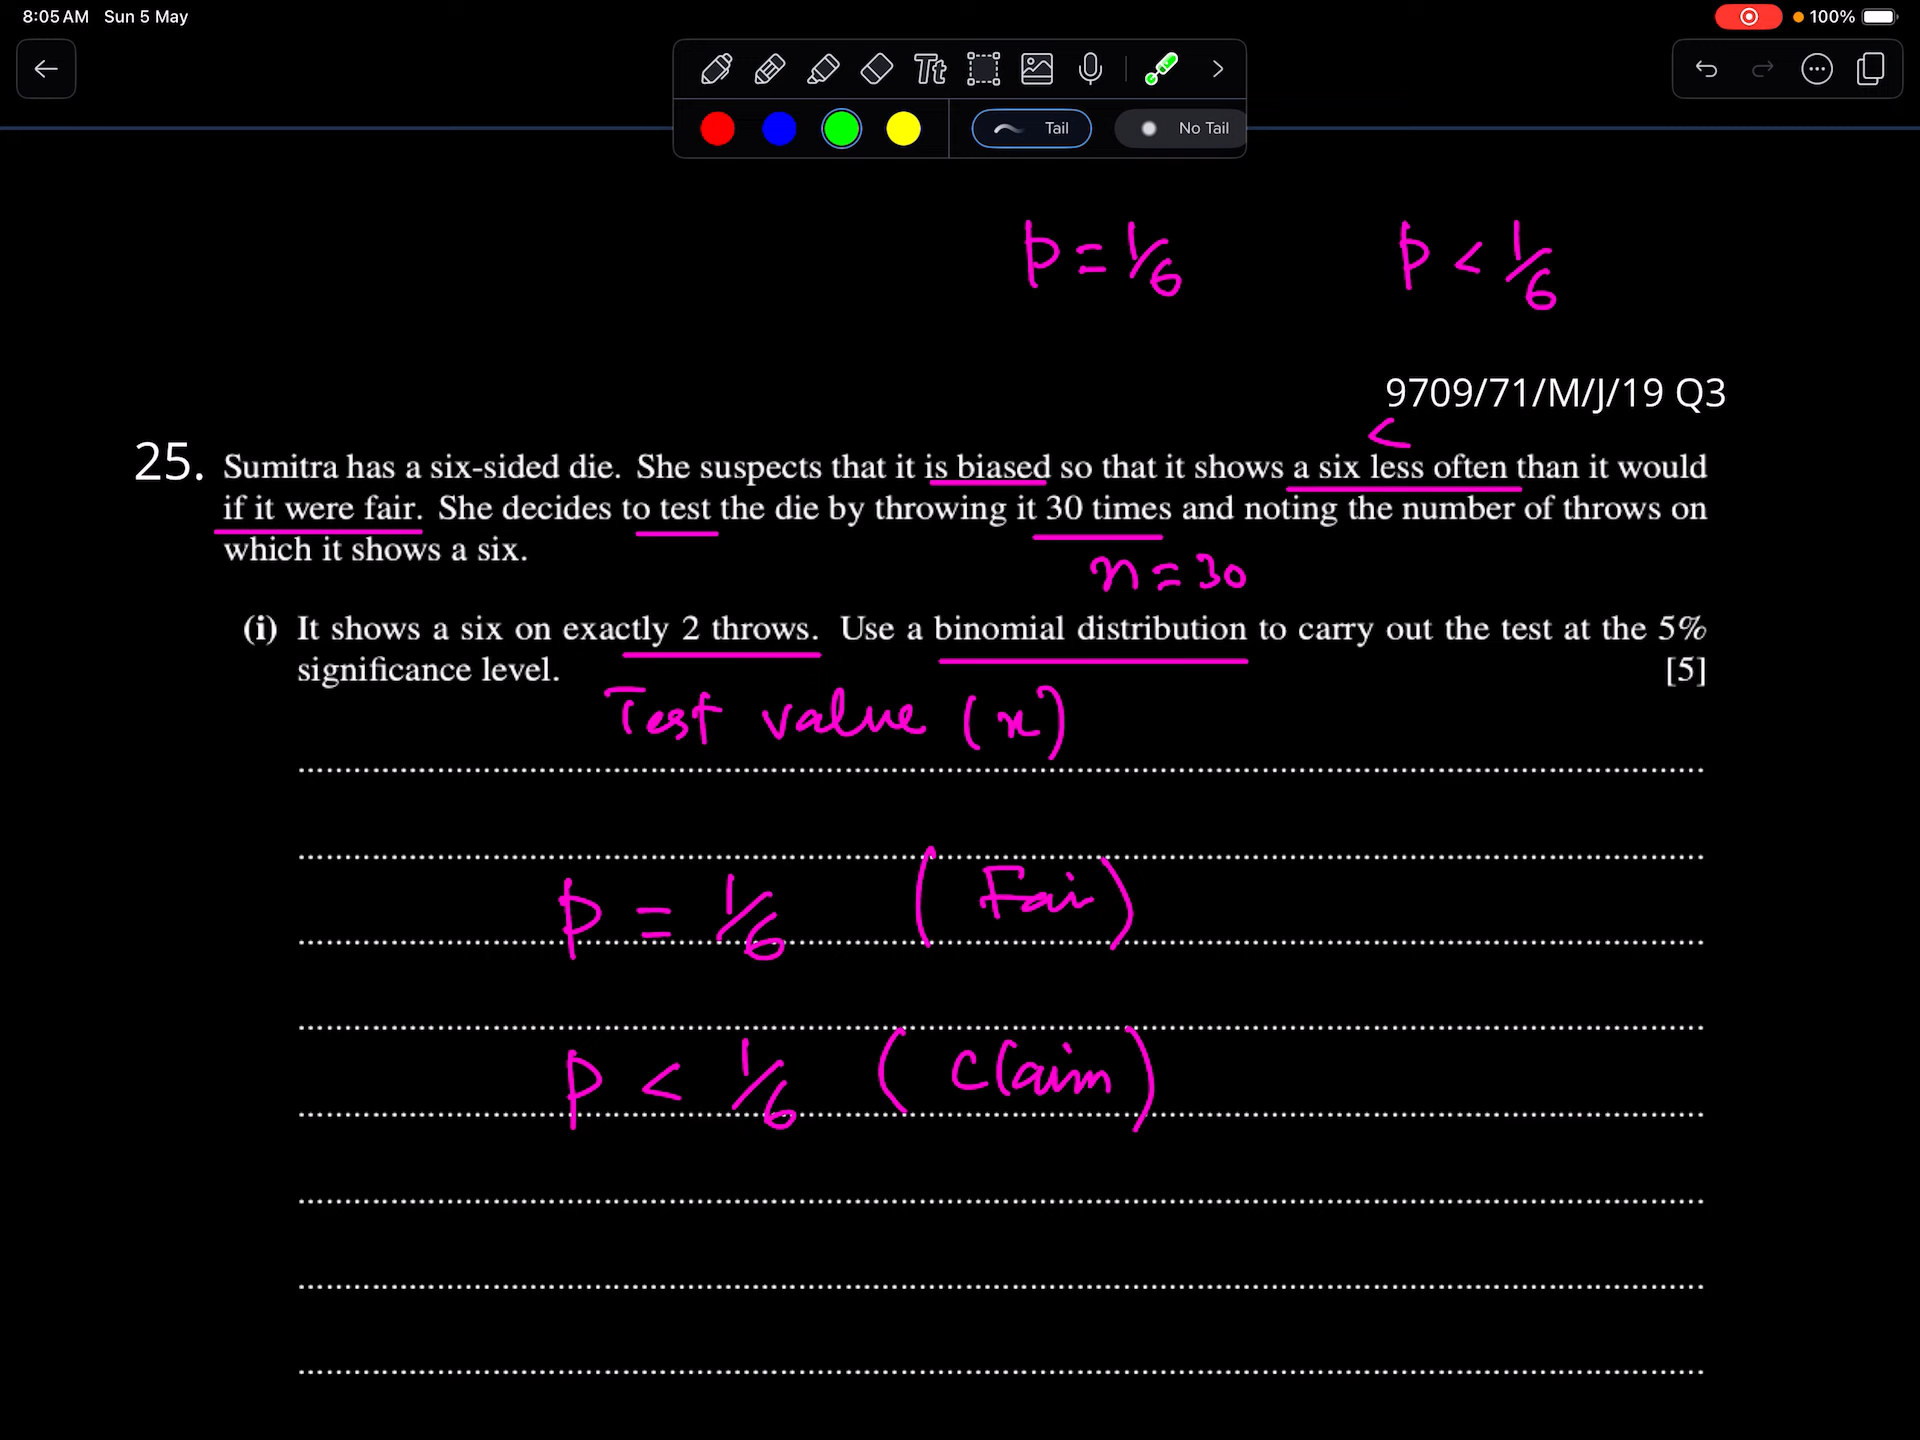 8:05 AM Sun 5 May
100%
Tt
Tail
No Tail
p = 1/6
p < 1/6
9709/71/M/J/19 Q3
<
25. Sumitra has a six-sided die. She suspects that it is biased so that it shows a six less often than it would
if it were fair. She decides to test the die by throwing it 30 times and noting the number of throws on
which it shows a six.
n = 30
(i) It shows a six on exactly 2 throws. Use a binomial distribution to carry out the test at the 5%
significance level. [5]
Test value (x)
p = 1/6 (Fair)
p < 1/6 (Claim)